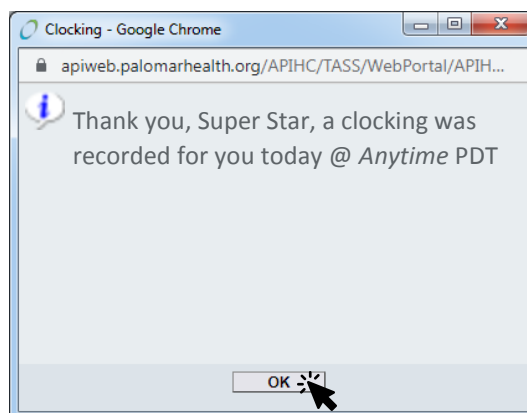 Clocking - Google Chrome
apiweb.palomarhealth.org/APIHC/TASS/WebPortal/APIH...
Thank you, Super Star, a clocking was
recorded for you today @ Anytime PDT
OK